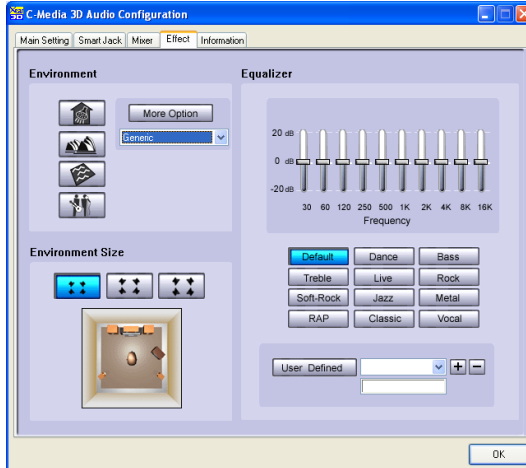 C-Media 3D Audio Configuration
Main Setting Smart Jack Mixer Effect Information
Environment
More Option
Generic
Environment Size
Equalizer
20 dB
0 dB
-20 dB
30 60 120 250 500 1K 2K 4K 8K 16K
Frequency
Default Dance Bass
Treble Live Rock
Soft-Rock Jazz Metal
RAP Classic Vocal
User Defined
OK